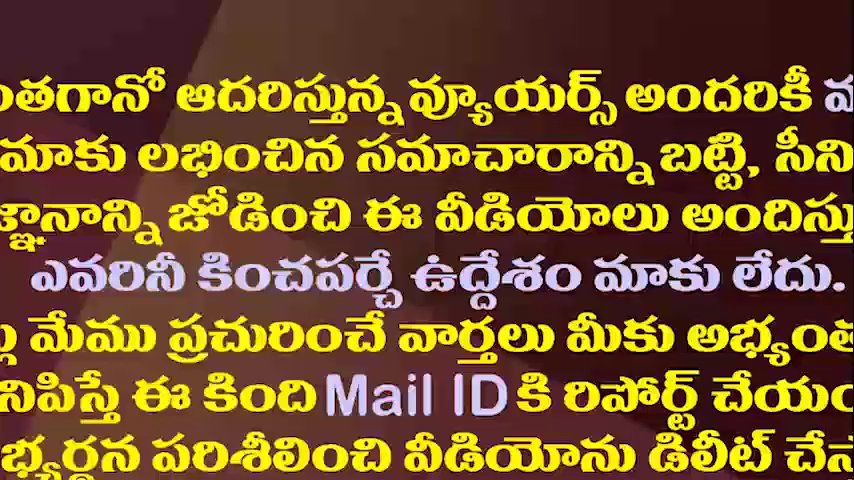 ంతగానో ఆదరిస్తున్న వ్యూయర్స్ అందరికీ
మాకు లభించిన సమాచారాన్ని బట్టి, సీని
జ్ఞానాన్ని జోడించి ఈ వీడియోలు అందిస్తు
ఎవరినీ కించపర్చే ఉద్దేశం మాకు లేదు.
మేము ప్రచురించే వార్తలు మీకు అభ్యంత
నిపిస్తే ఈ కింది Mail ID కి రిపోర్ట్ చేయం
భ్యర్థన పరిశీలించి వీడియోను డిలీట్ చేస